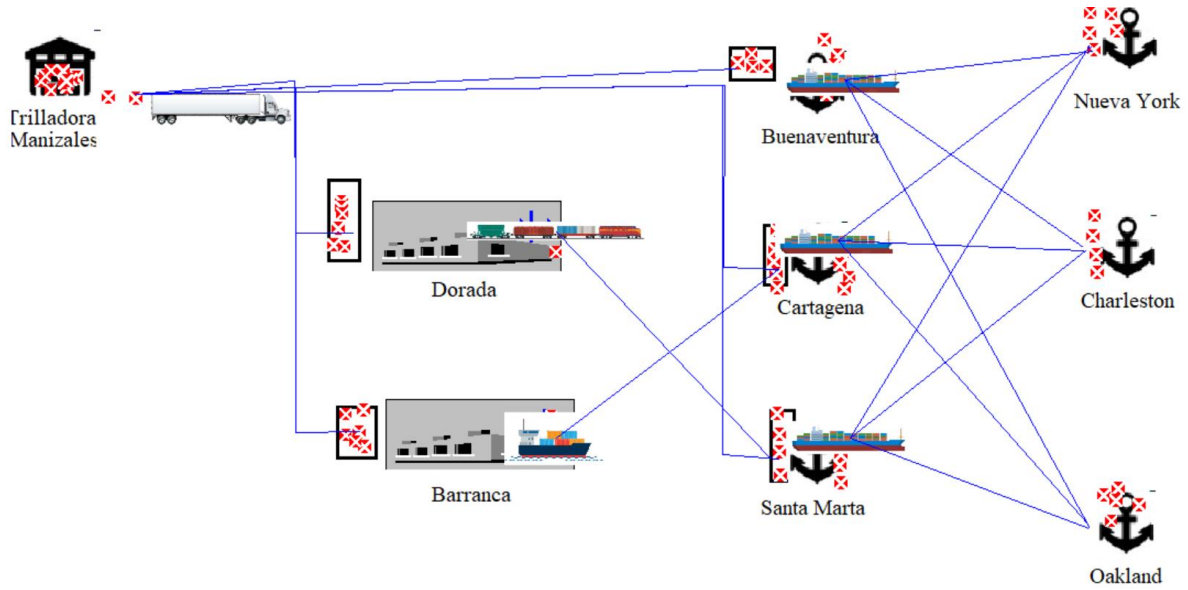 Trilladora
Manizales
Buenaventura
Nueva York
Dorada
Cartagena
Charleston
Barranca
Santa Marta
Oakland